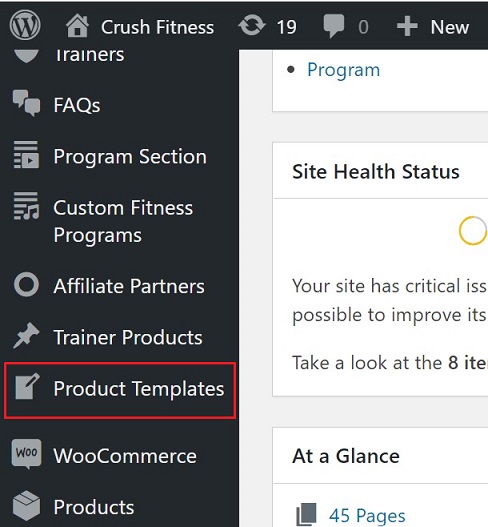 Crush Fitness 19 0 New
Trainers
Program
FAQs
Program Section
Site Health Status
Custom Fitness
Programs
Affiliate Partners
Your site has critical iss
possible to improve its
Trainer Products
Take a look at the 8 ite
Product Templates
Woo WooCommerce
At a Glance
Products
45 Pages